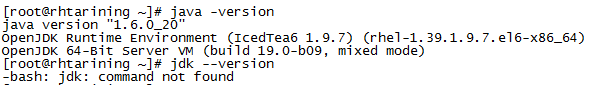 [root@rhtarining ~]# java -version
java version "1.6.0_20"
OpenJDK Runtime Environment (IcedTea6 1.9.7) (rhel-1.39.1.9.7.el6-x86_64)
OpenJDK 64-Bit Server VM (build 19.0-b09, mixed mode)
[root@rhtarining ~]# jdk --version
-bash: jdk: command not found